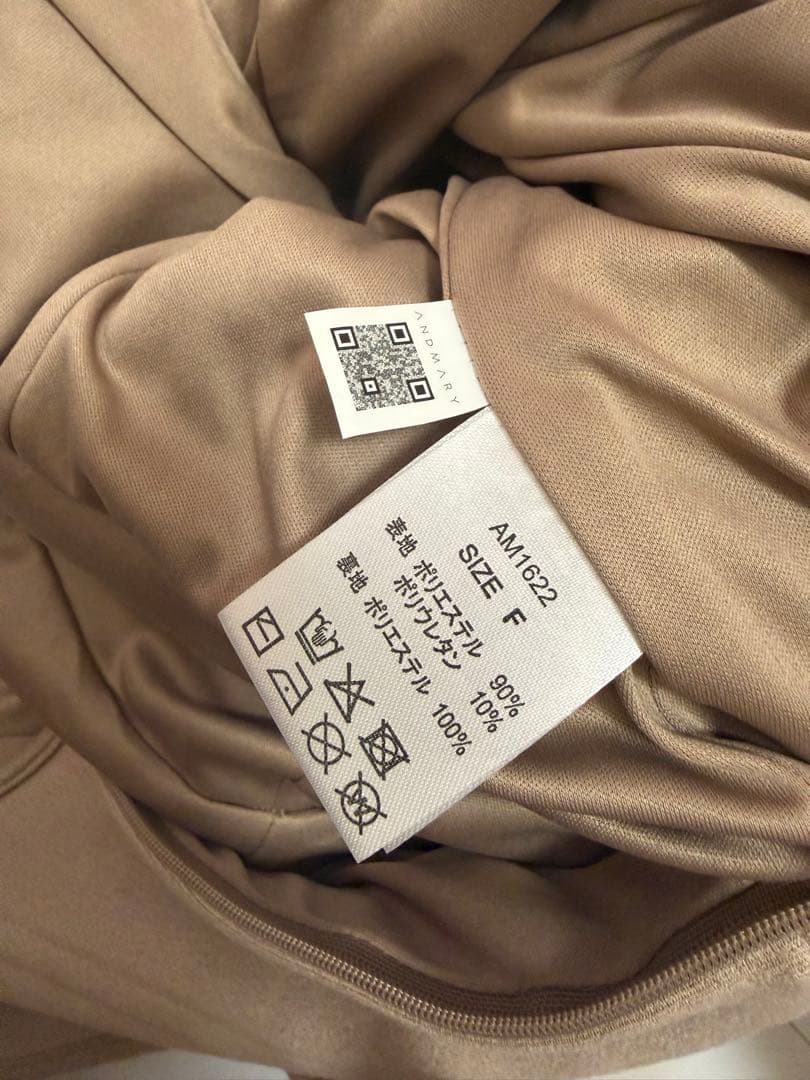 ANDMARY
AM1622
SIZE F
表地 ポリエステル 90%
ポリウレタン 10%
裏地 ポリエステル 100%